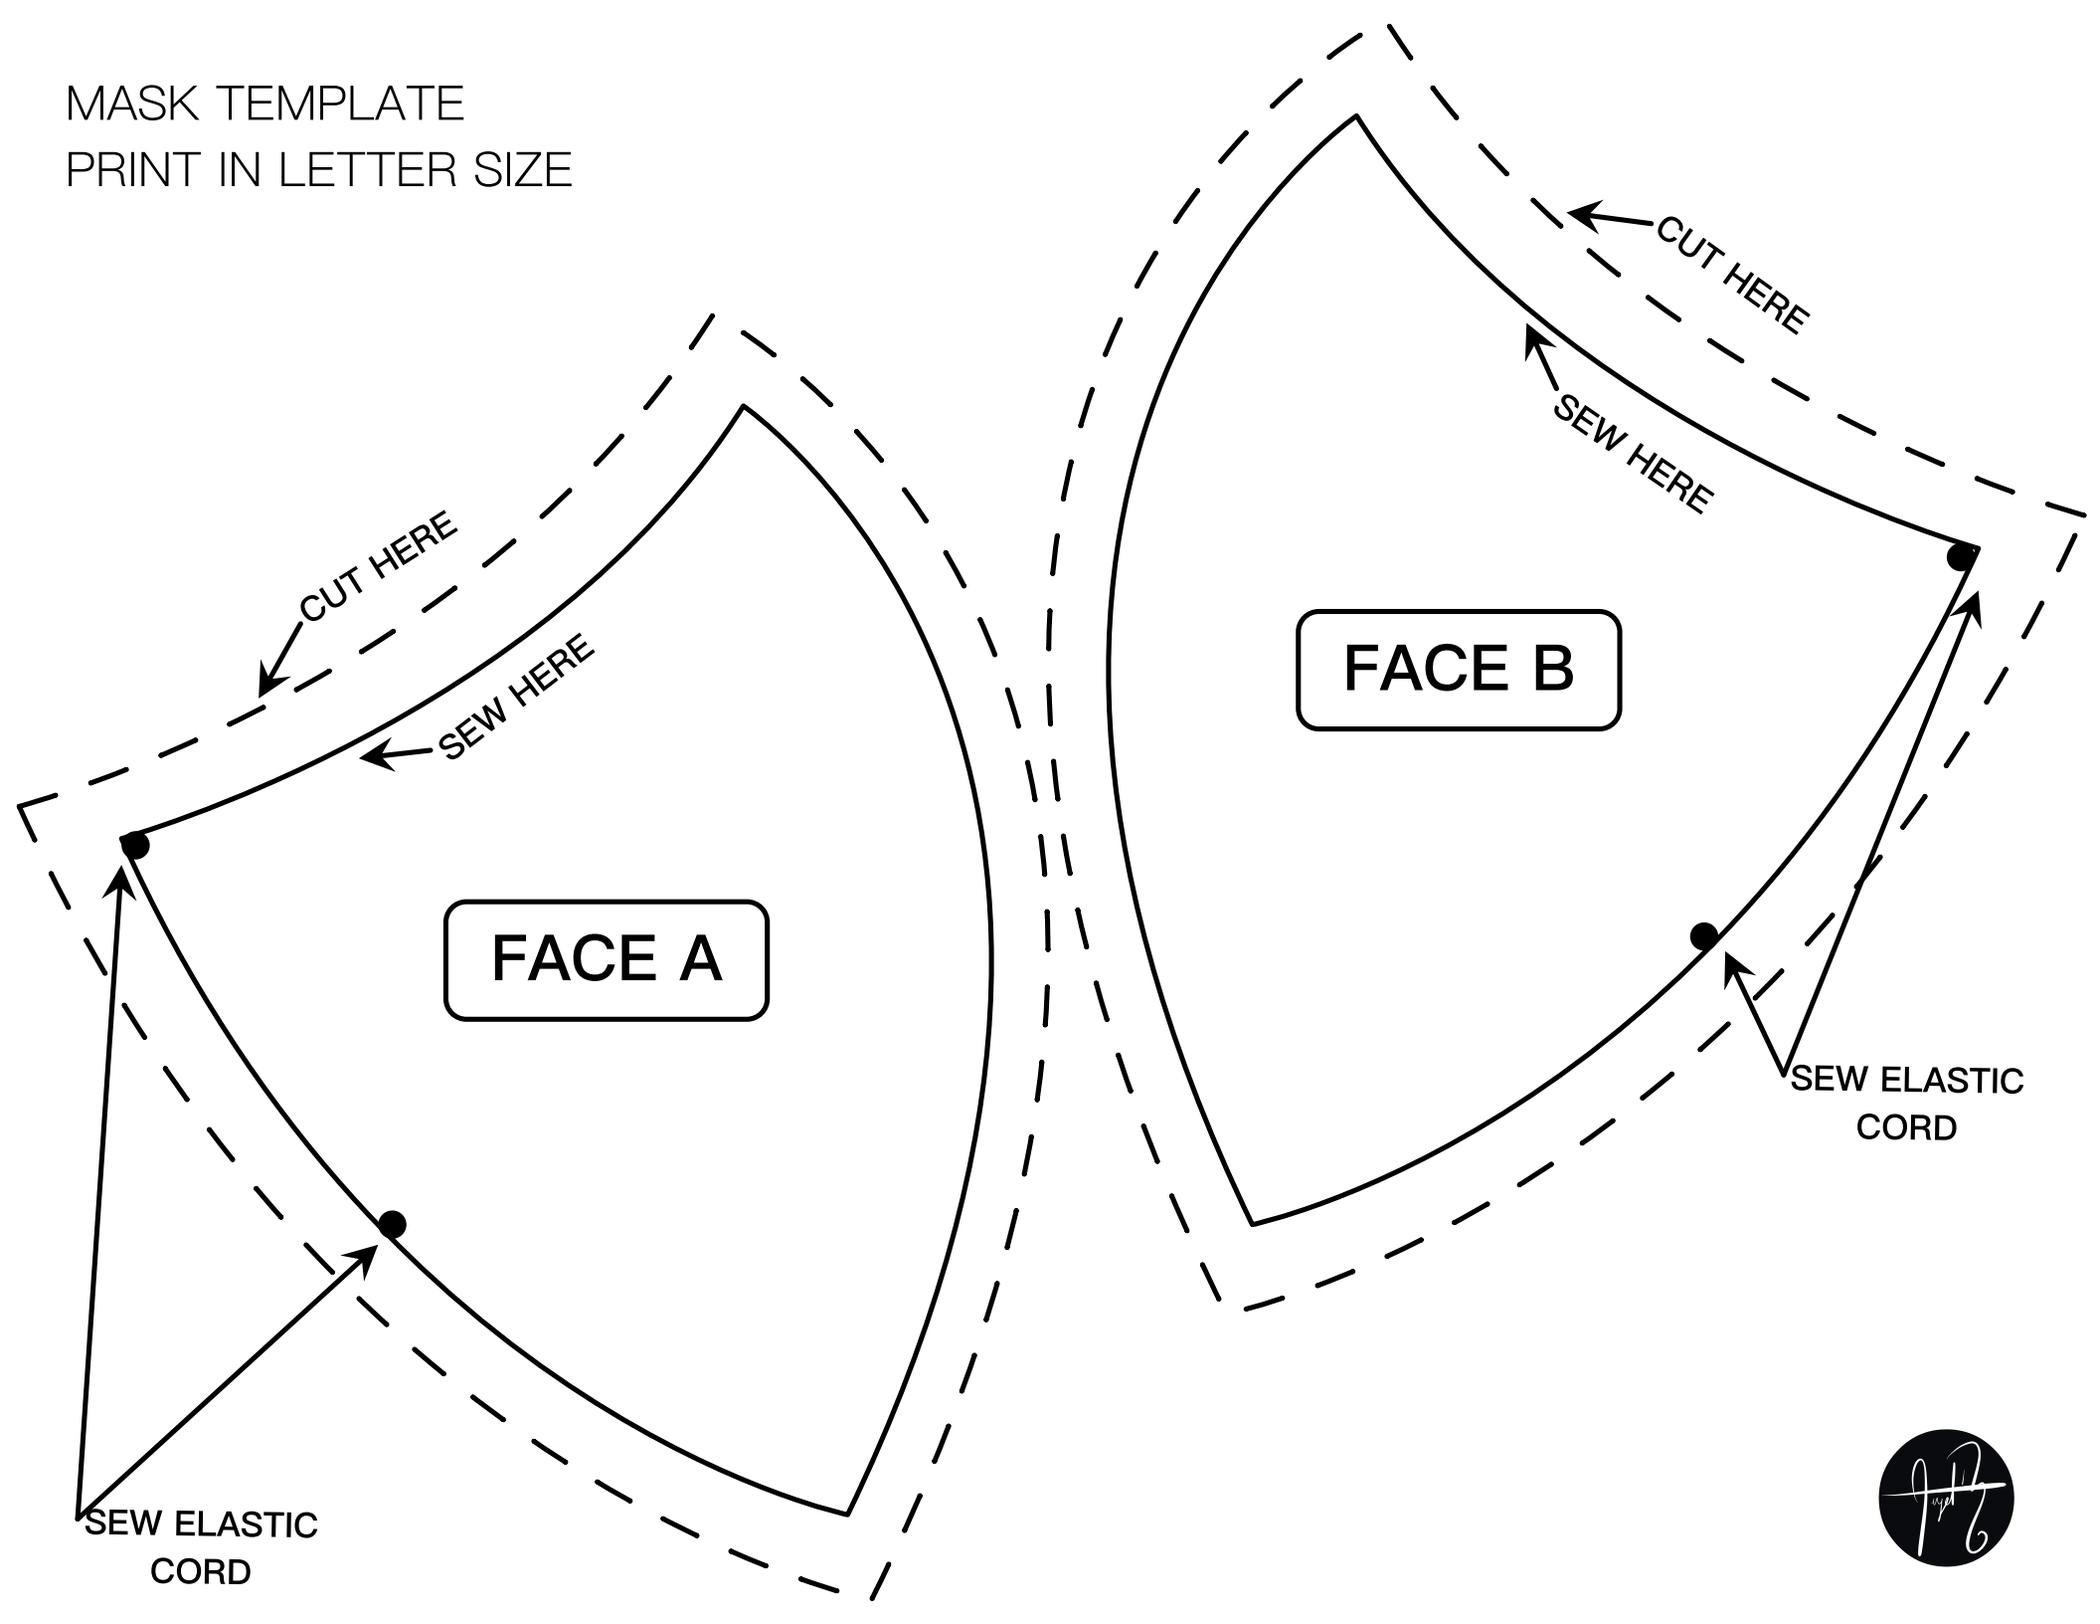 MASK TEMPLATE
PRINT IN LETTER SIZE
CUT HERE
SEW HERE
FACE A
SEW ELASTIC
CORD
CUT HERE
SEW HERE
FACE B
SEW ELASTIC
CORD